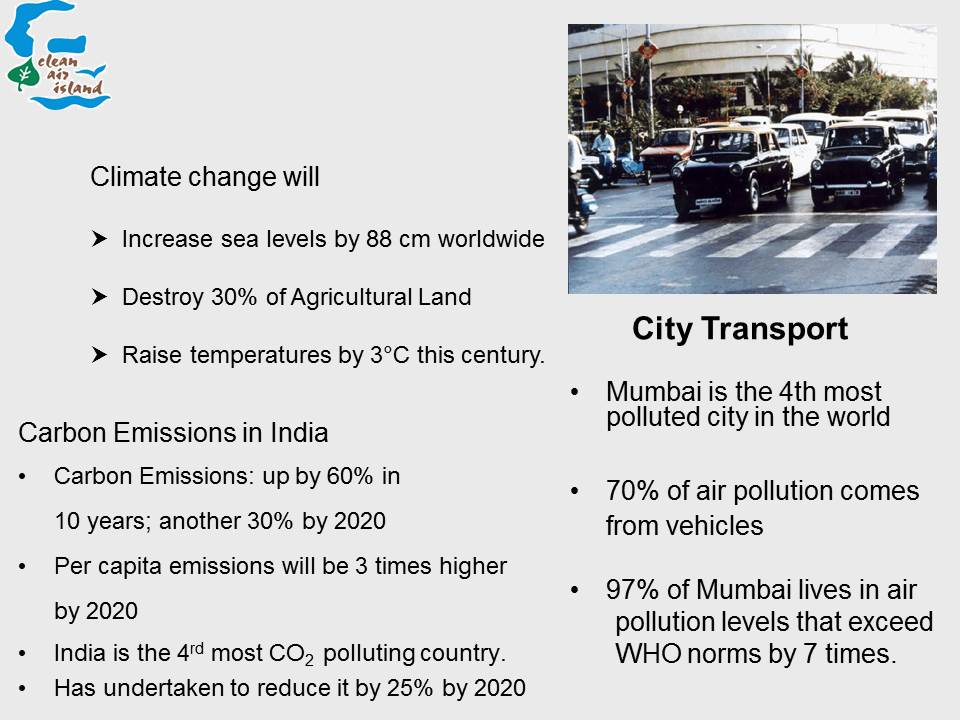 clean
air
island
Climate change will
➤ Increase sea levels by 88 cm worldwide
➤ Destroy 30% of Agricultural Land
➤ Raise temperatures by 3°C this century.
Carbon Emissions in India
• Carbon Emissions: up by 60% in
10 years; another 30% by 2020
• Per capita emissions will be 3 times higher
by 2020
• India is the 4rd most CO2 polluting country.
• Has undertaken to reduce it by 25% by 2020
City Transport
• Mumbai is the 4th most
polluted city in the world
• 70% of air pollution comes
from vehicles
• 97% of Mumbai lives in air
pollution levels that exceed
WHO norms by 7 times.